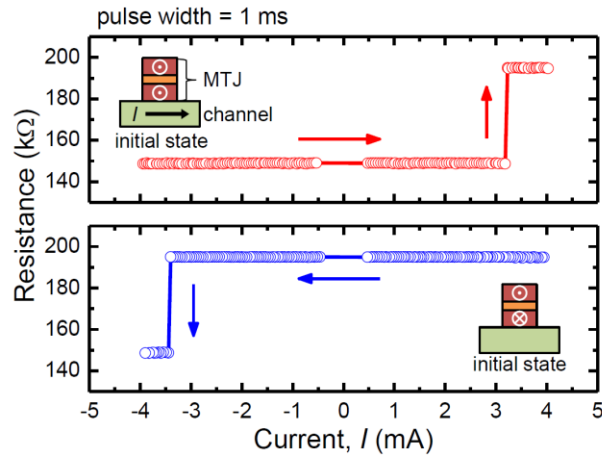 pulse width = 1 ms
Resistance (kΩ)
200
180
160
140
MTJ
I
channel
initial state
200
180
160
140
initial state
-5 -4 -3 -2 -1 0 1 2 3 4 5
Current, I (mA)